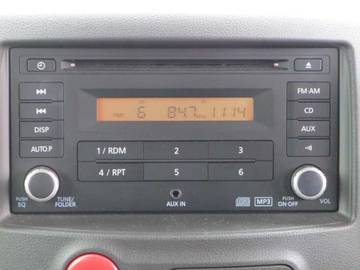 FM-AM
6 84.7 11:14
CD
DISP
AUX
AUTO.P
1 / RDM 2 3
4 / RPT 5 6
PUSH EQ
TUNE/FOLDER
AUX IN
MP3
PUSH ON OFF
VOL